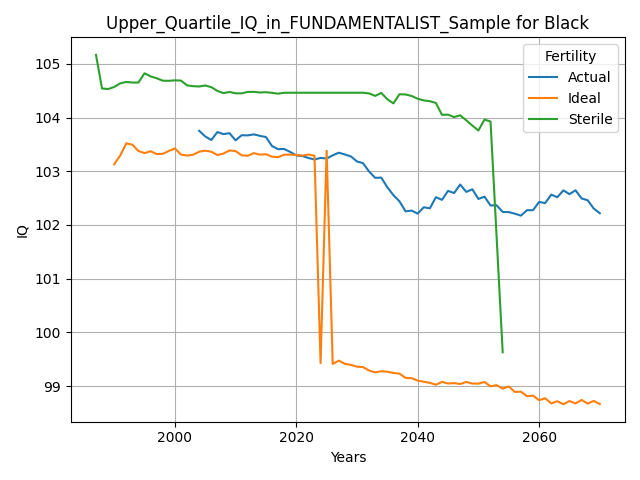 Upper_Quartile_IQ_in_FUNDAMENTALIST_Sample for Black
Fertility
Actual
Ideal
Sterile
IQ
105
104
103
102
101
100
99
2000 2020 2040 2060
Years